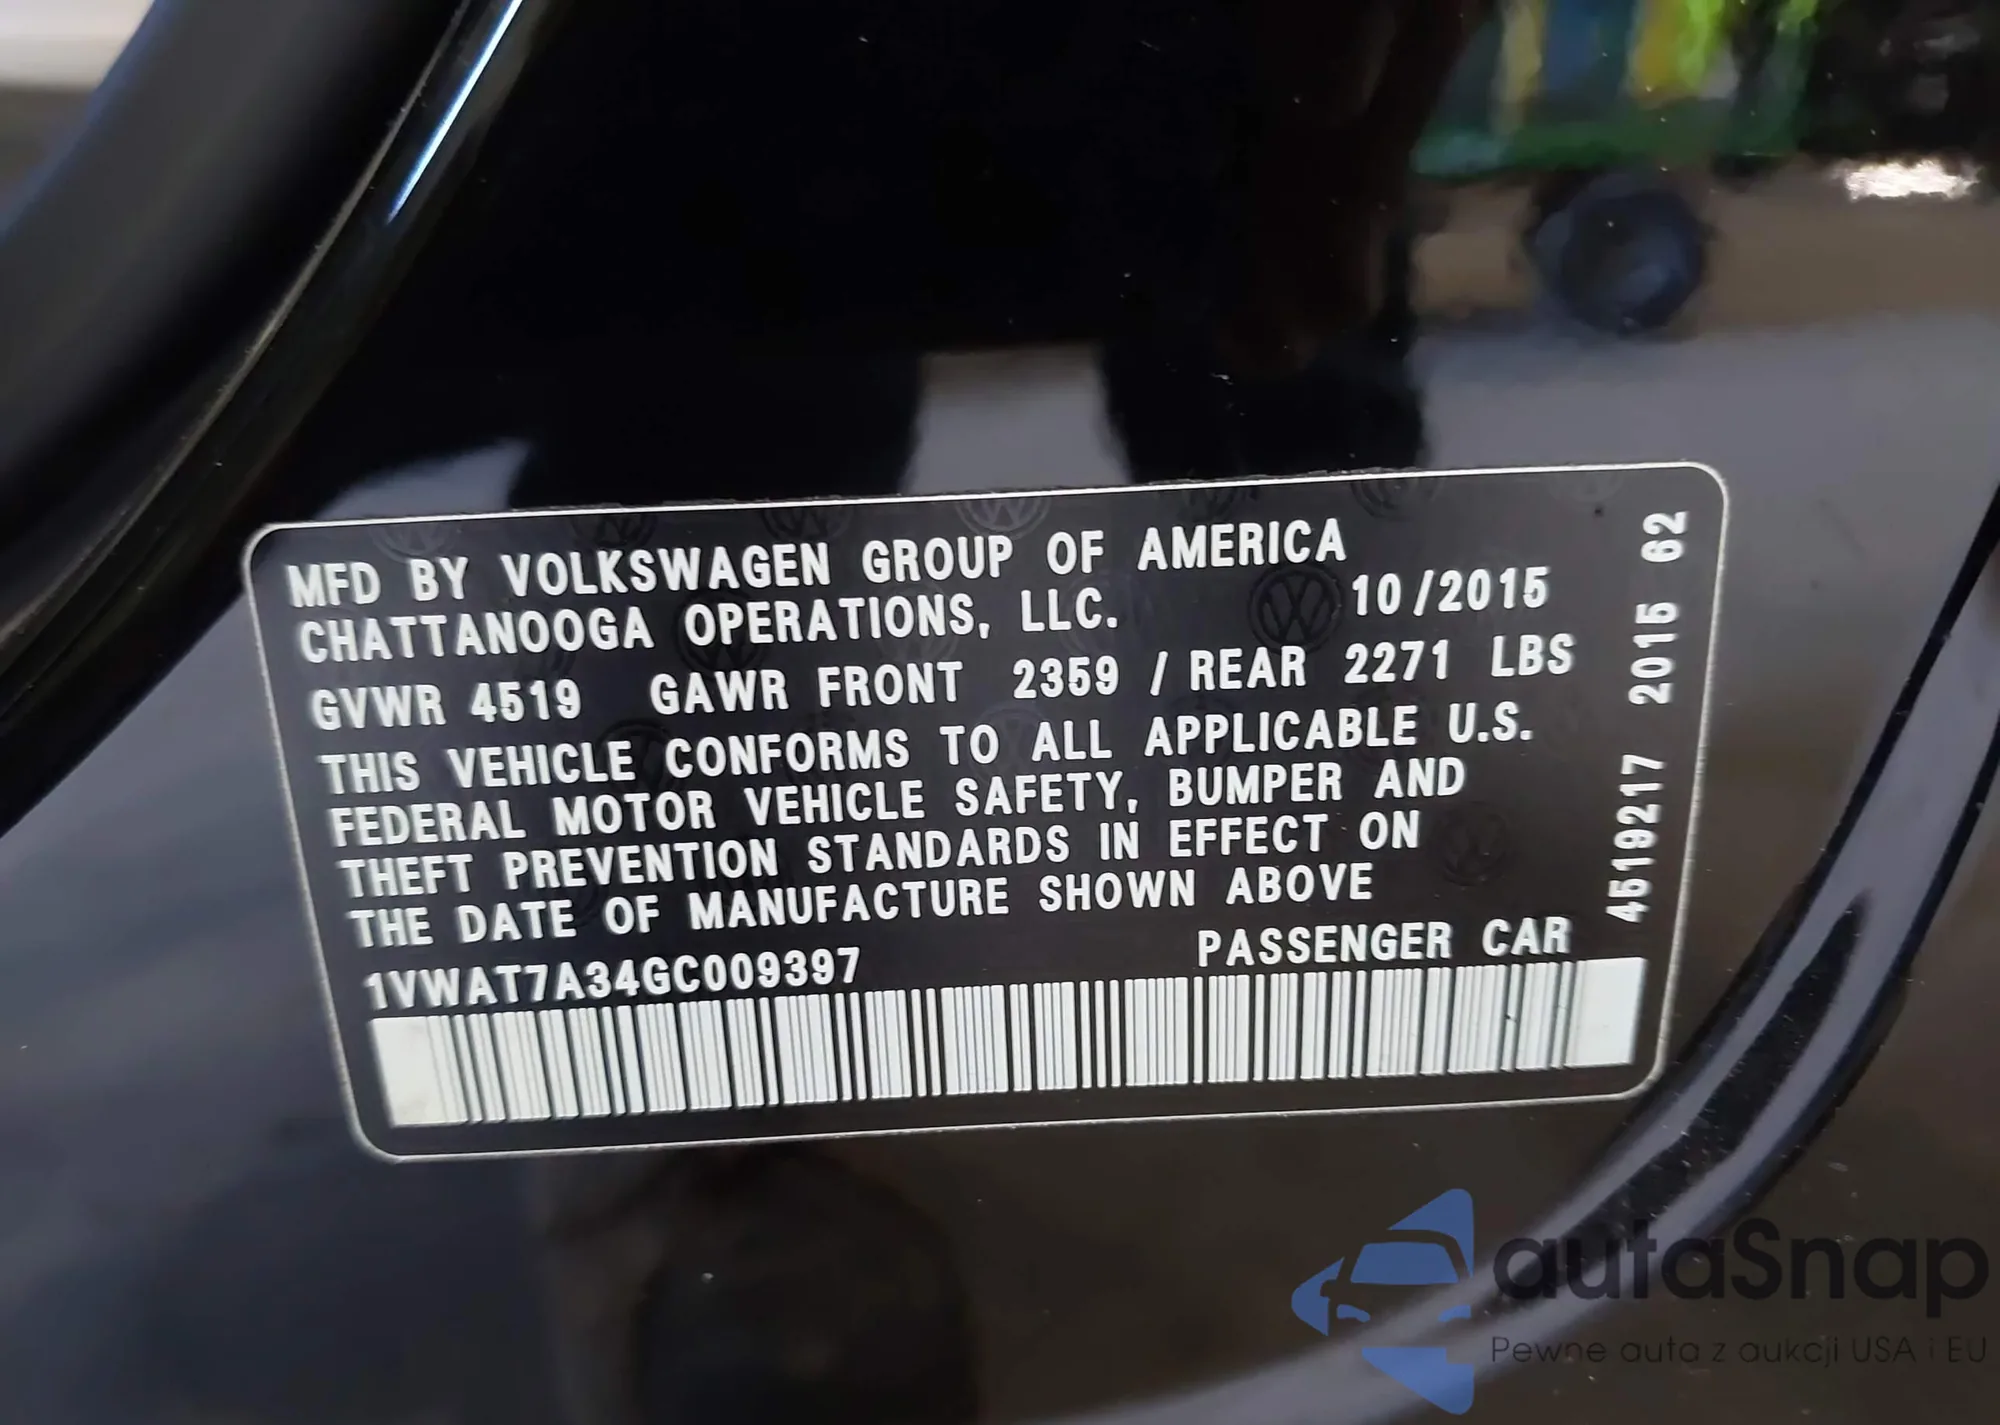 MFD BY VOLKSWAGEN GROUP OF AMERICA
CHATTANOOGA OPERATIONS, LLC. 10/2015
GVWR 4519 GAWR FRONT 2359 / REAR 2271 LBS
THIS VEHICLE CONFORMS TO ALL APPLICABLE U.S.
FEDERAL MOTOR VEHICLE SAFETY, BUMPER AND
THEFT PREVENTION STANDARDS IN EFFECT ON
THE DATE OF MANUFACTURE SHOWN ABOVE
1VWAT7A34GC009397 PASSENGER CAR
4519217 2015 62
autaSnap
Pewne auta z aukcji USA i EU